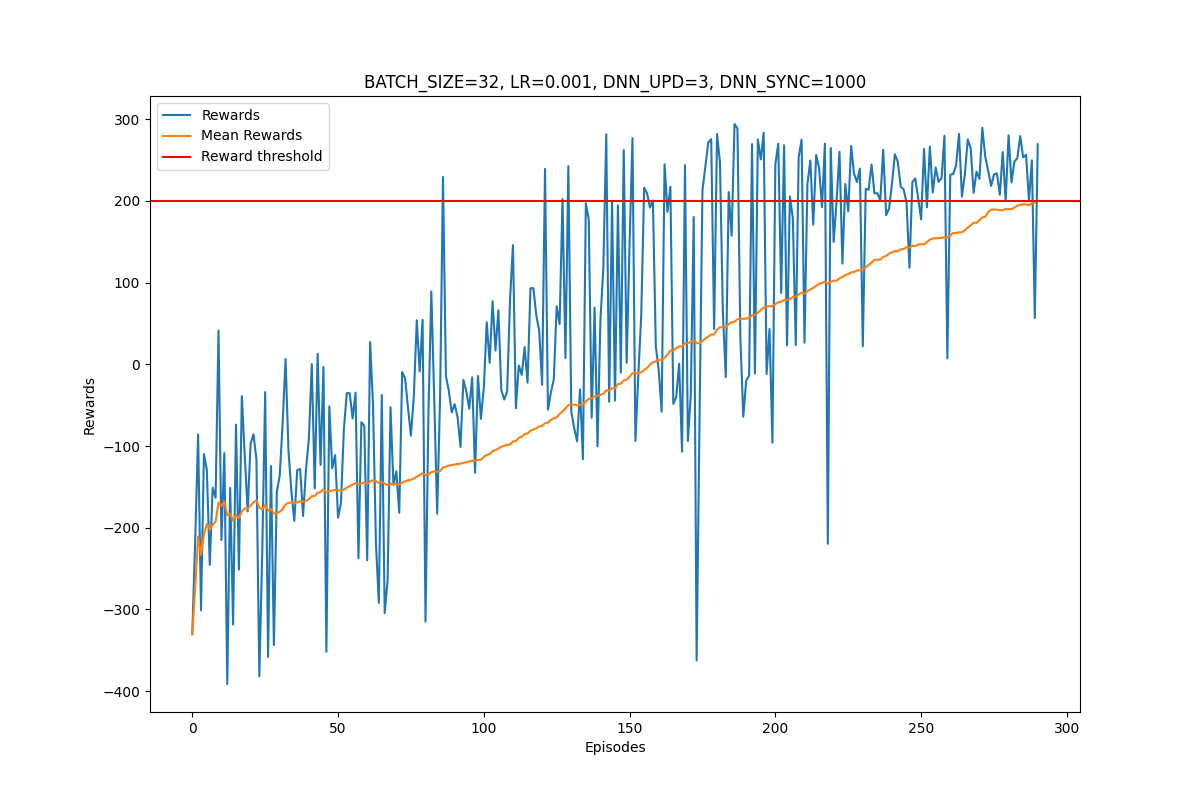 BATCH_SIZE=32, LR=0.001, DNN_UPD=3, DNN_SYNC=1000
Rewards
Mean Rewards
Reward threshold
300
200
100
0
−100
−200
−300
−400
Rewards
0 50 100 150 200 250 300
Episodes